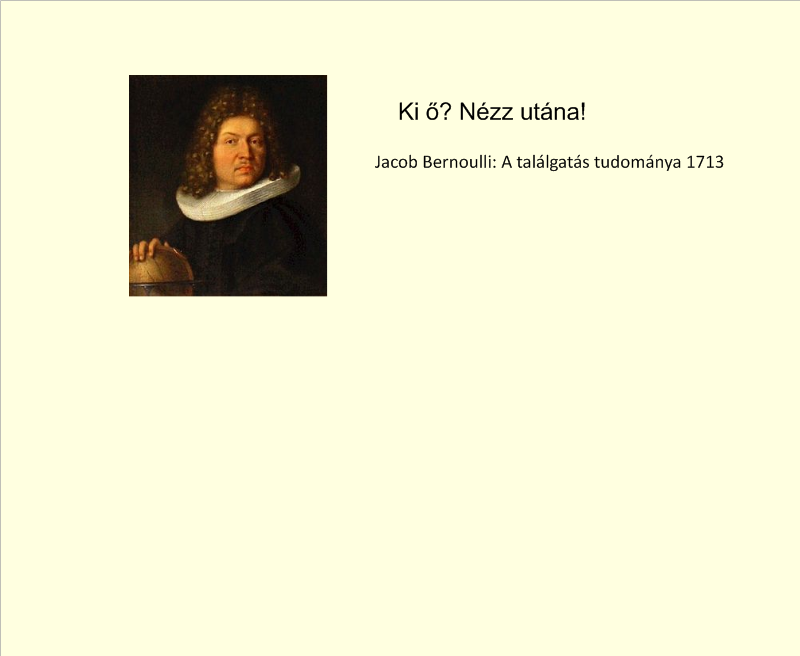 Ki ő? Nézz utána!
Jacob Bernoulli: A találgatás tudománya 1713